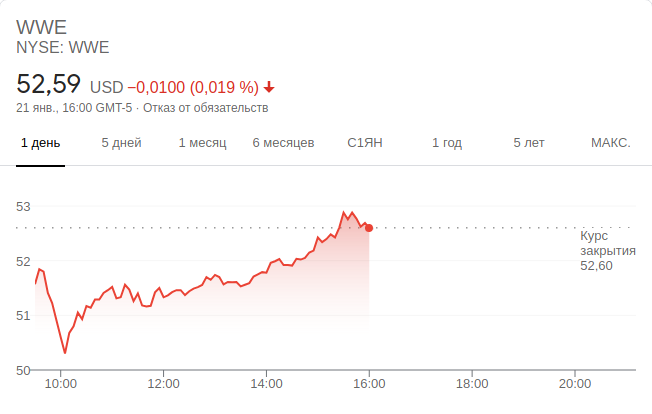 WWE
NYSE: WWE
52,59 USD −0,0100 (0,019 %)
21 янв., 16:00 GMT-5 · Отказ от обязательств
1 день 5 дней 1 месяц 6 месяцев С1ЯН 1 год 5 лет МАКС.
53
Курс
закрытия
52,60
52
51
50
10:00 12:00 14:00 16:00 18:00 20:00